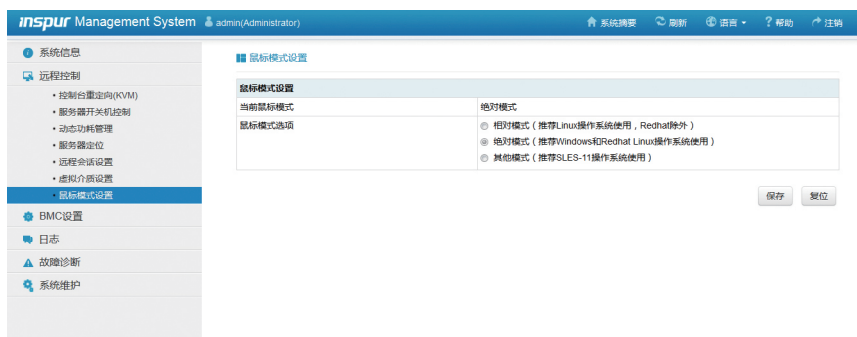 inspur Management System admin(Administrator) 系统摘要 刷新 语言 ? 帮助 注销
系统信息
远程控制
• 控制台重定向(KVM)
• 服务器开关机控制
• 动态功耗管理
• 服务器定位
• 远程会话设置
• 虚拟介质设置
• 鼠标模式设置
BMC设置
日志
故障诊断
系统维护
鼠标模式设置
鼠标模式设置
当前鼠标模式 绝对模式
鼠标模式选项 相对模式（推荐Linux操作系统使用，Redhat除外）
绝对模式（推荐Windows和Redhat Linux操作系统使用）
其他模式（推荐SLES-11操作系统使用）
保存 复位